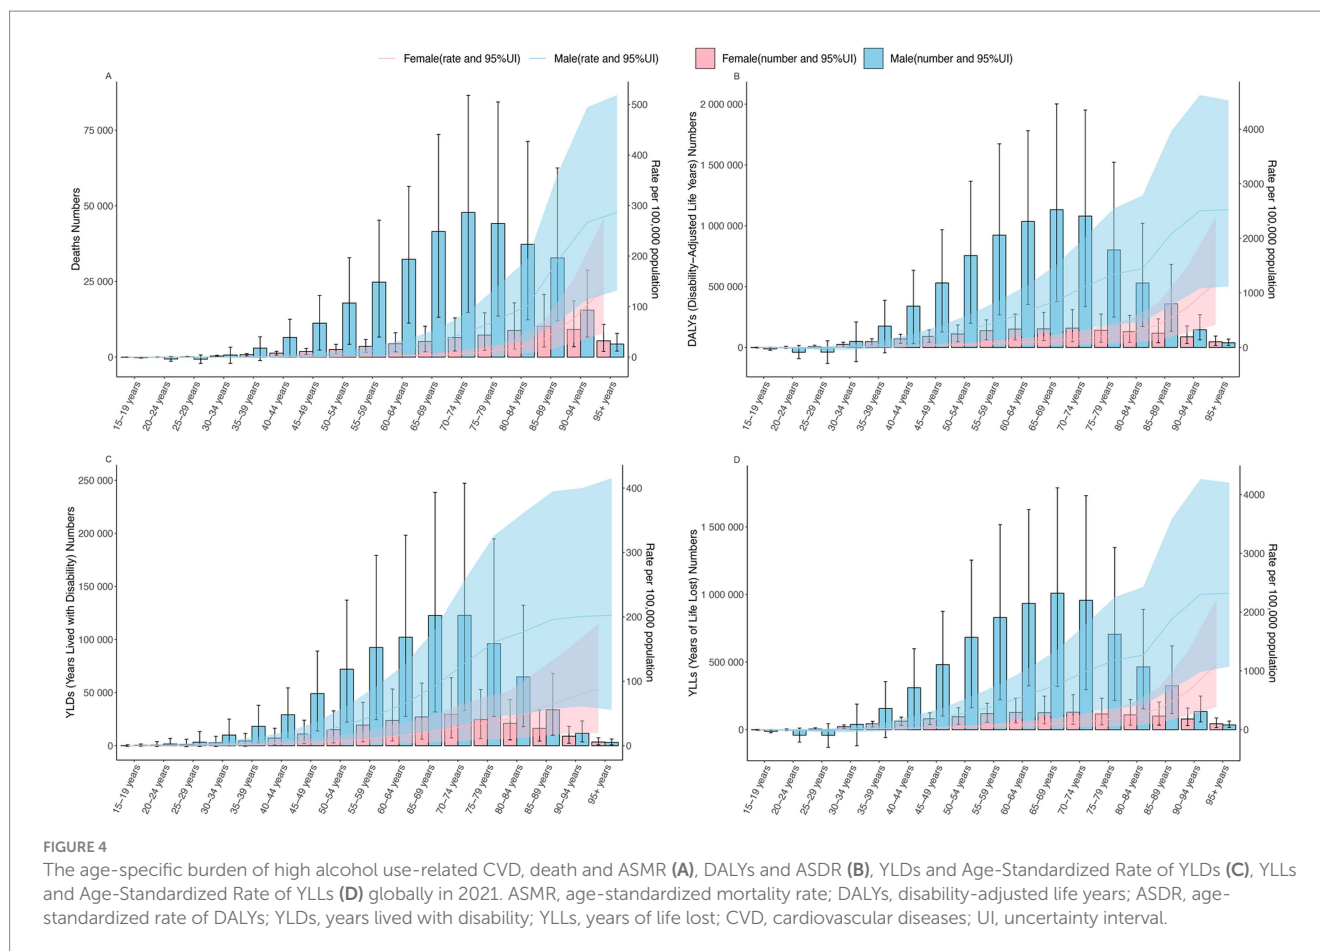 Female(rate and 95%UI) Male(rate and 95%UI) Female(number and 95%UI) Male(number and 95%UI)
A
75 000
50 000
25 000
0
Deaths Numbers
500
400
300
200
100
0
Rate per 100,000 population
15–19 years
20–24 years
25–29 years
30–34 years
35–39 years
40–44 years
45–49 years
50–54 years
55–59 years
60–64 years
65–69 years
70–74 years
75–79 years
80–84 years
85–89 years
90–94 years
95+ years
B
2 000 000
1 500 000
1 000 000
500 000
0
DALYs (Disability–Adjusted Life Years) Numbers
4000
3000
2000
1000
0
Rate per 100,000 population
15–19 years
20–24 years
25–29 years
30–34 years
35–39 years
40–44 years
45–49 years
50–54 years
55–59 years
60–64 years
65–69 years
70–74 years
75–79 years
80–84 years
85–89 years
90–94 years
95+ years
C
250 000
200 000
150 000
100 000
50 000
0
YLDs (Years Lived with Disability) Numbers
400
300
200
100
0
Rate per 100,000 population
15–19 years
20–24 years
25–29 years
30–34 years
35–39 years
40–44 years
45–49 years
50–54 years
55–59 years
60–64 years
65–69 years
70–74 years
75–79 years
80–84 years
85–89 years
90–94 years
95+ years
D
1 500 000
1 000 000
500 000
0
YLLs (Years of Life Lost) Numbers
4000
3000
2000
1000
0
Rate per 100,000 population
15–19 years
20–24 years
25–29 years
30–34 years
35–39 years
40–44 years
45–49 years
50–54 years
55–59 years
60–64 years
65–69 years
70–74 years
75–79 years
80–84 years
85–89 years
90–94 years
95+ years
FIGURE 4
The age-specific burden of high alcohol use-related CVD, death and ASMR (A), DALYs and ASDR (B), YLDs and Age-Standardized Rate of YLDs (C), YLLs
and Age-Standardized Rate of YLLs (D) globally in 2021. ASMR, age-standardized mortality rate; DALYs, disability-adjusted life years; ASDR, age-
standardized rate of DALYs; YLDs, years lived with disability; YLLs, years of life lost; CVD, cardiovascular diseases; UI, uncertainty interval.